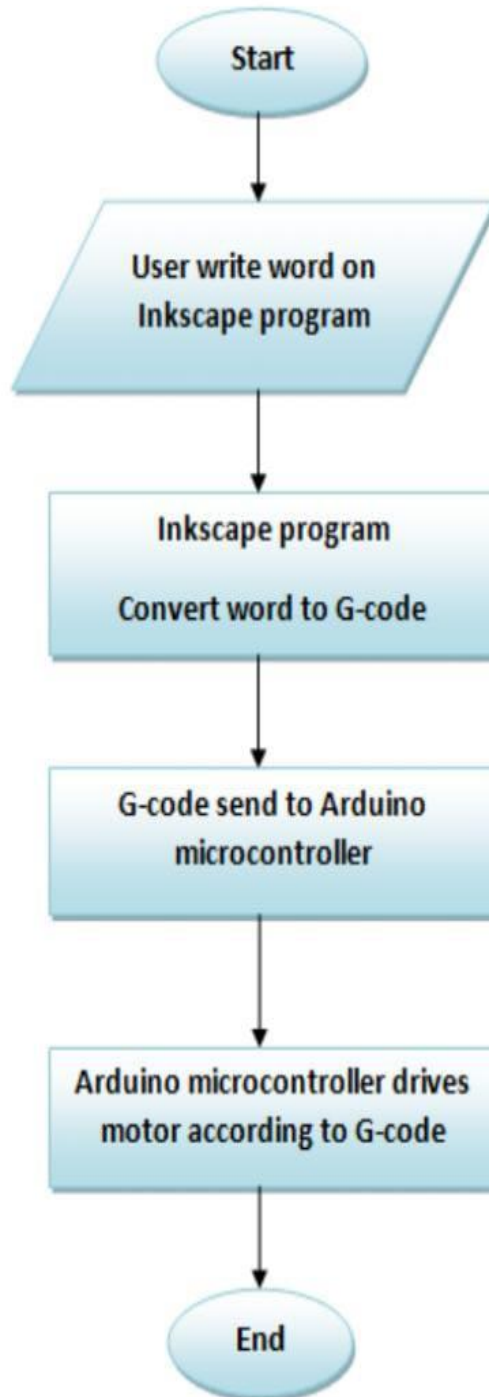 Start
User write word on
Inkscape program
Inkscape program
Convert word to G-code
G-code send to Arduino
microcontroller
Arduino microcontroller drives
motor according to G-code
End